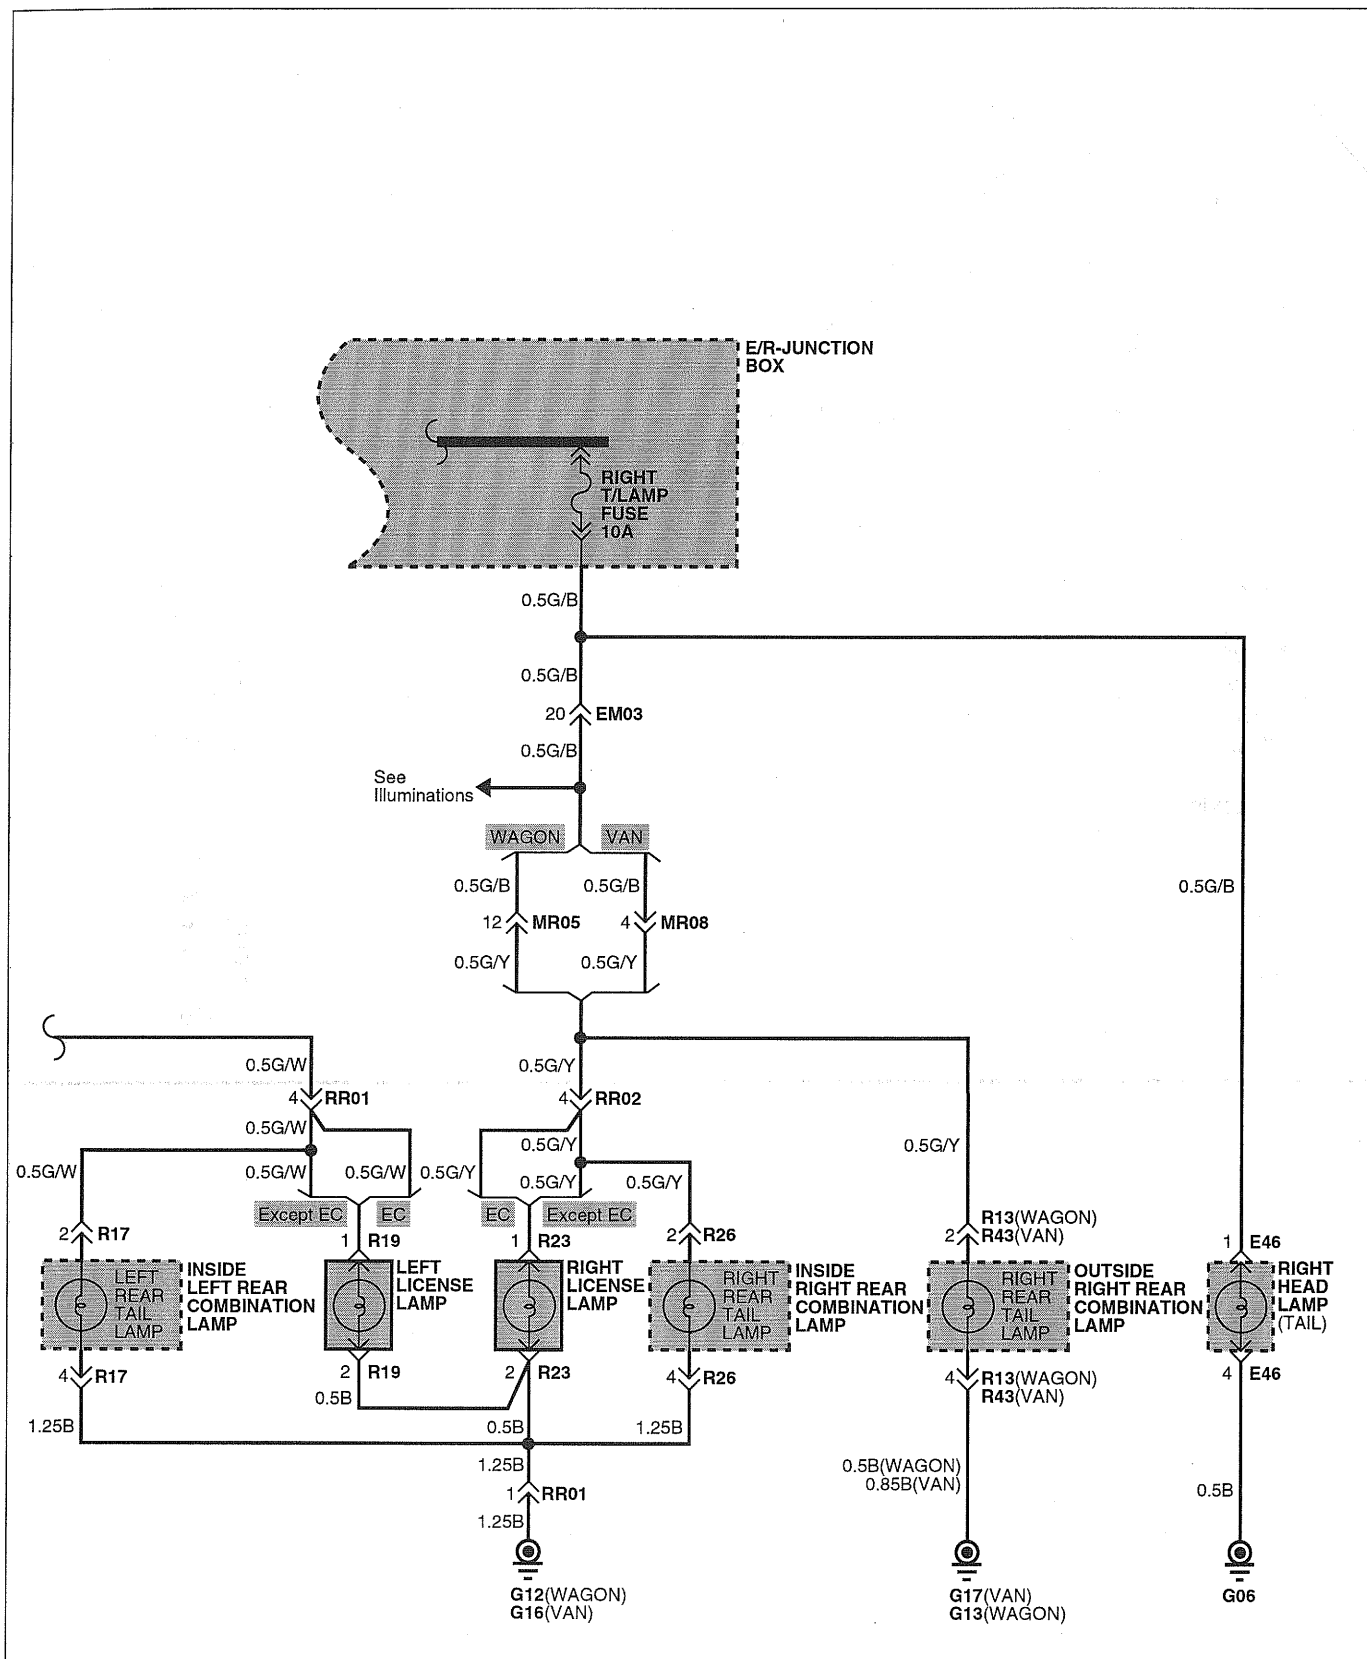 E/R-JUNCTION
BOX
RIGHT
T/LAMP
FUSE
10A
0.5G/B
0.5G/B
20 EM03
0.5G/B
See
Illuminations
WAGON VAN
0.5G/B 0.5G/B 0.5G/B
12 MR05 4 MR08
0.5G/Y 0.5G/Y
0.5G/W 0.5G/Y
4 RR01 4 RR02
0.5G/W 0.5G/Y 0.5G/Y
0.5G/W 0.5G/W 0.5G/W 0.5G/Y 0.5G/Y 0.5G/Y
Except EC EC EC Except EC
2 R17 1 R19 1 R23 2 R26 2 R13(WAGON)
R43(VAN) 1 E46
LEFT
REAR
TAIL
LAMP
INSIDE
LEFT REAR
COMBINATION
LAMP
LEFT
LICENSE
LAMP
RIGHT
LICENSE
LAMP
RIGHT
REAR
TAIL
LAMP
INSIDE
RIGHT REAR
COMBINATION
LAMP
RIGHT
REAR
TAIL
LAMP
OUTSIDE
RIGHT REAR
COMBINATION
LAMP
RIGHT
HEAD
LAMP
(TAIL)
4 R17 2 R19 2 R23 4 R26 4 R13(WAGON)
R43(VAN) 4 E46
0.5B
1.25B 0.5B 1.25B
1.25B 0.5B(WAGON)
0.85B(VAN) 0.5B
1 RR01
1.25B
G12(WAGON)
G16(VAN)
G17(VAN)
G13(WAGON)
G06